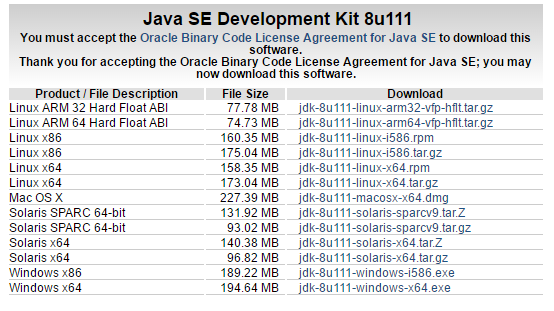 Java SE Development Kit 8u111
You must accept the Oracle Binary Code License Agreement for Java SE to download this
software.
Thank you for accepting the Oracle Binary Code License Agreement for Java SE; you may
now download this software.
Product / File Description File Size Download
Linux ARM 32 Hard Float ABI 77.78 MB jdk-8u111-linux-arm32-vfp-hflt.tar.gz
Linux ARM 64 Hard Float ABI 74.73 MB jdk-8u111-linux-arm64-vfp-hflt.tar.gz
Linux x86 160.35 MB jdk-8u111-linux-i586.rpm
Linux x86 175.04 MB jdk-8u111-linux-i586.tar.gz
Linux x64 158.35 MB jdk-8u111-linux-x64.rpm
Linux x64 173.04 MB jdk-8u111-linux-x64.tar.gz
Mac OS X 227.39 MB jdk-8u111-macosx-x64.dmg
Solaris SPARC 64-bit 131.92 MB jdk-8u111-solaris-sparcv9.tar.Z
Solaris SPARC 64-bit 93.02 MB jdk-8u111-solaris-sparcv9.tar.gz
Solaris x64 140.38 MB jdk-8u111-solaris-x64.tar.Z
Solaris x64 96.82 MB jdk-8u111-solaris-x64.tar.gz
Windows x86 189.22 MB jdk-8u111-windows-i586.exe
Windows x64 194.64 MB jdk-8u111-windows-x64.exe